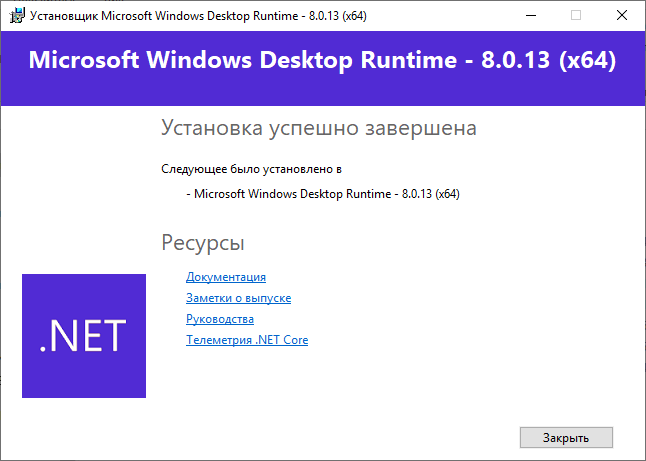 Установщик Microsoft Windows Desktop Runtime - 8.0.13 (x64)
Microsoft Windows Desktop Runtime - 8.0.13 (x64)
Установка успешно завершена
Следующее было установлено в
- Microsoft Windows Desktop Runtime - 8.0.13 (x64)
Ресурсы
Документация
Заметки о выпуске
Руководства
Телеметрия .NET Core
.NET
Закрыть